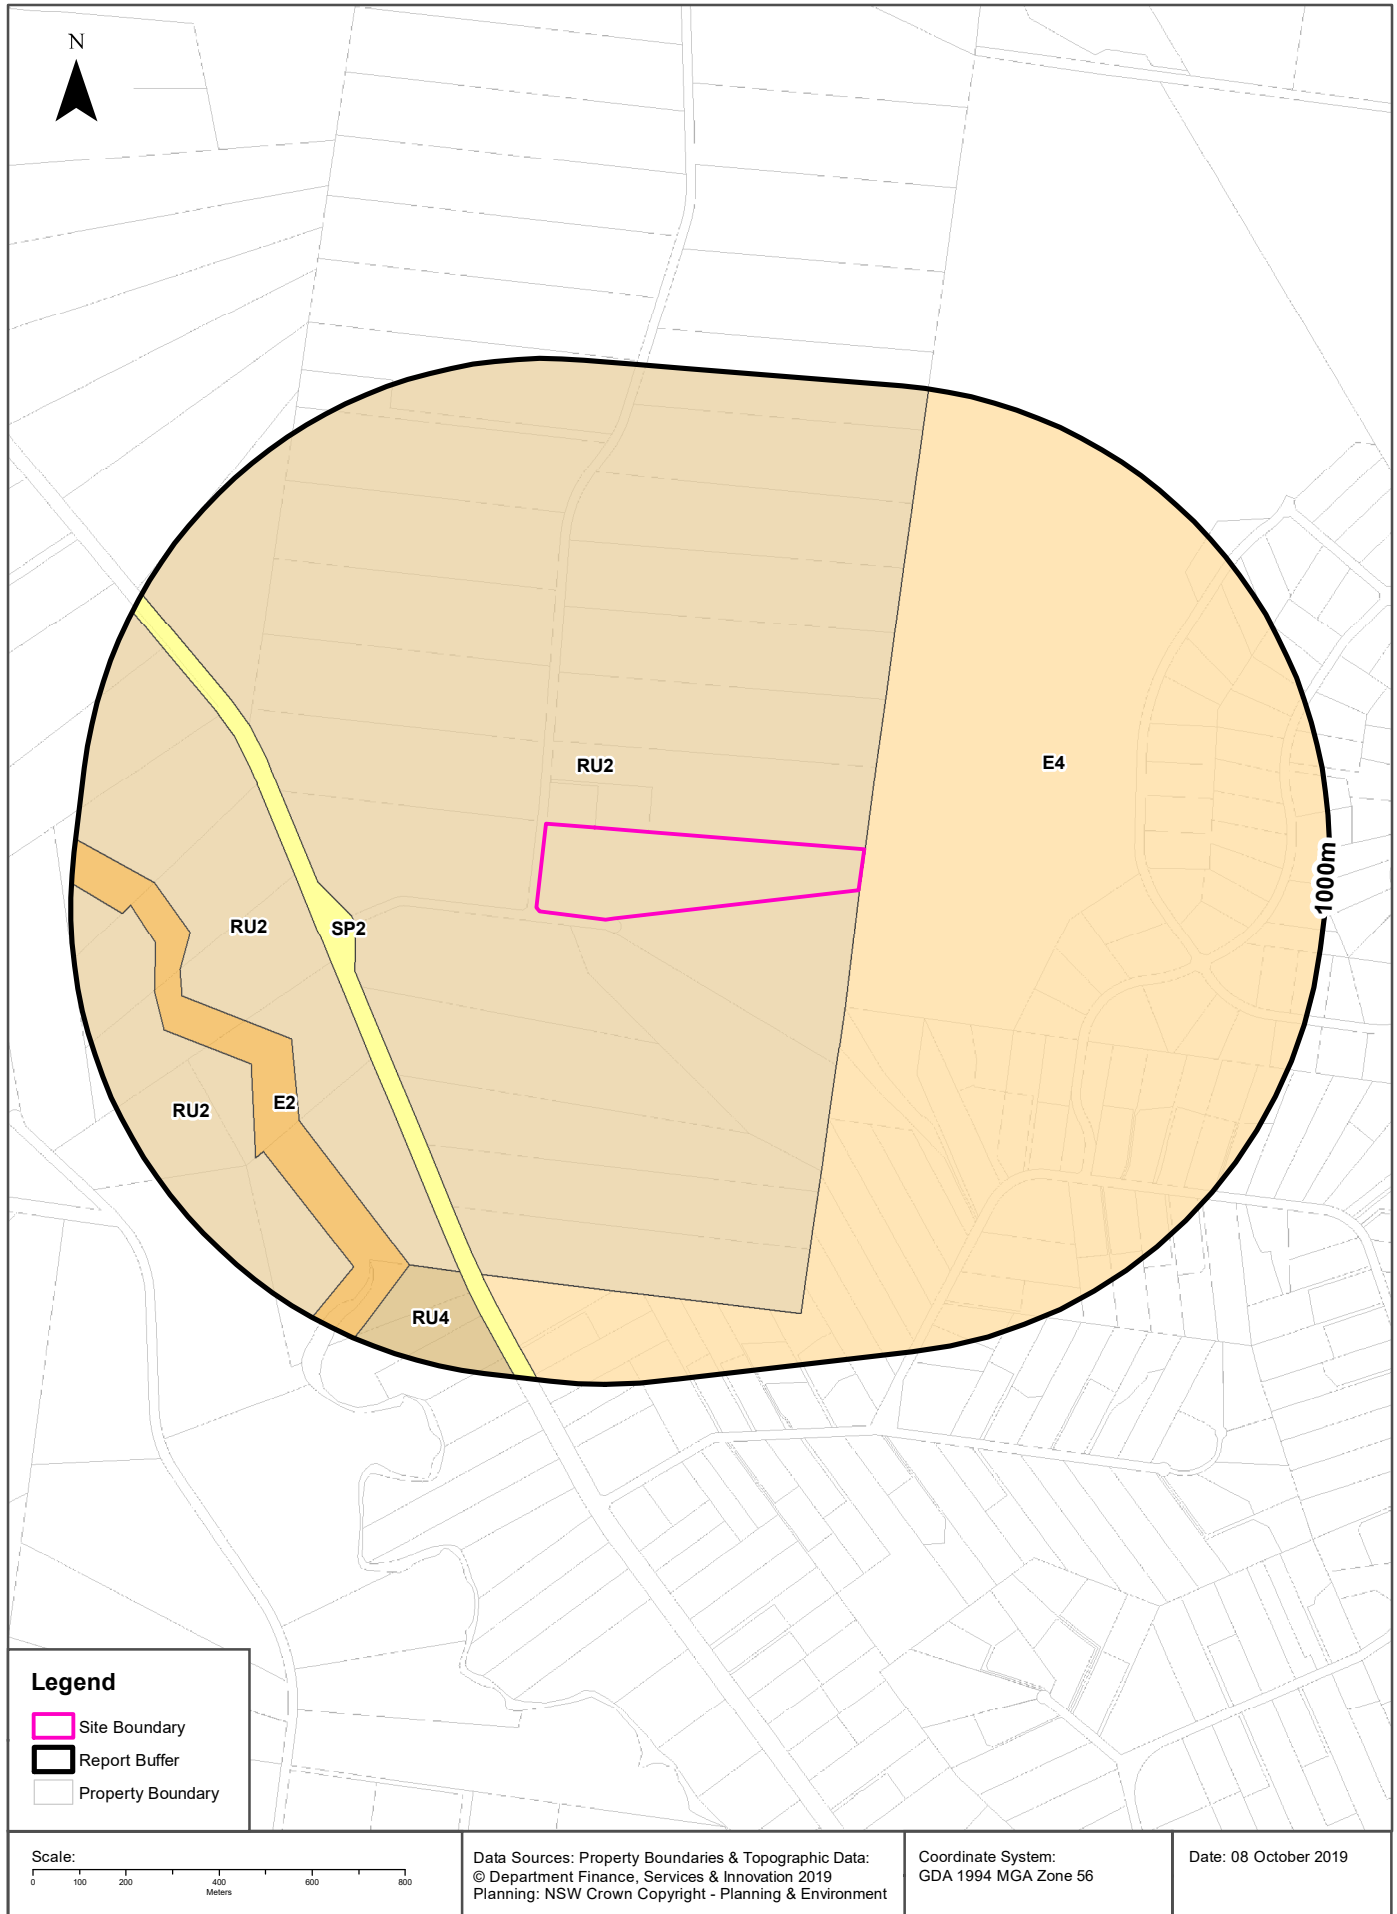 N
RU2
E4
1000m
RU2
SP2
RU2
E2
RU4
Legend
Site Boundary
Report Buffer
Property Boundary
Scale:
0 100 200 400 600 800
Meters
Data Sources: Property Boundaries & Topographic Data:
© Department Finance, Services & Innovation 2019
Planning: NSW Crown Copyright - Planning & Environment
Coordinate System:
GDA 1994 MGA Zone 56
Date: 08 October 2019